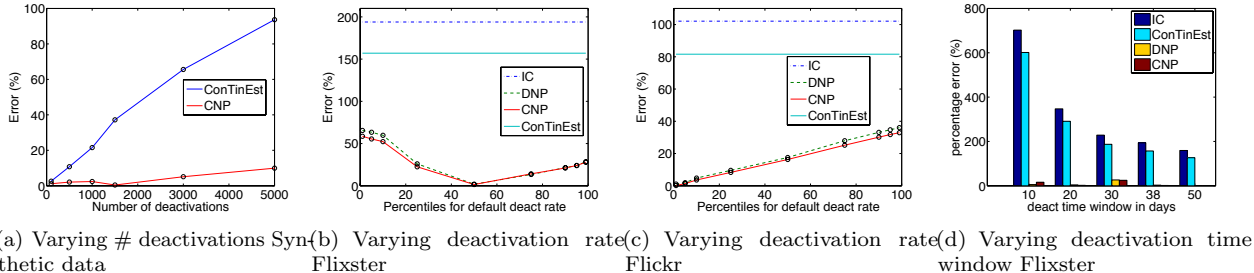 100
80
60
40
20
0
Error (%)
0 1000 2000 3000 4000 5000
Number of deactivations
ConTinEst
CNP
200
150
100
50
0
Error (%)
0 20 40 60 80 100
Percentiles for default deact rate
IC
DNP
CNP
ConTinEst
100
80
60
40
20
0
Error (%)
0 20 40 60 80 100
Percentiles for default deact rate
IC
DNP
CNP
ConTinEst
800
600
400
200
0
percentage error (%)
10 20 30 38 50
deact time window in days
IC
ConTinEst
DNP
CNP
(a) Varying # deactivations Syn-
thetic data
(b) Varying deactivation rate
Flixster
(c) Varying deactivation rate
Flickr
(d) Varying deactivation time
window Flixster